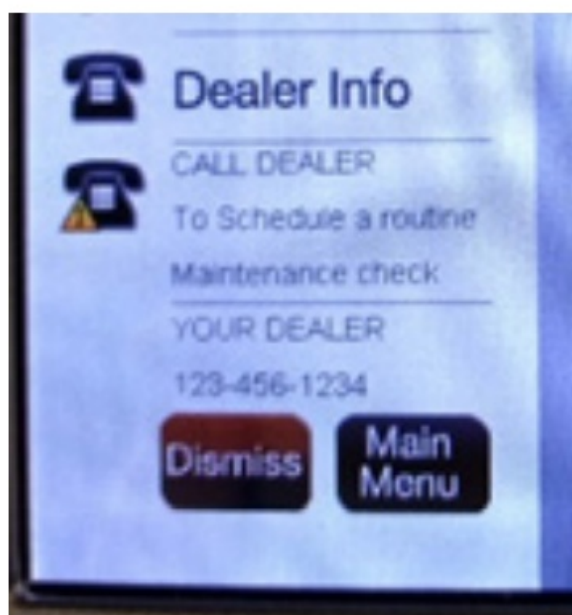 Dealer Info
CALL DEALER
To Schedule a routine
Maintenance check
YOUR DEALER
123-456-1234
Dismiss
Main
Menu